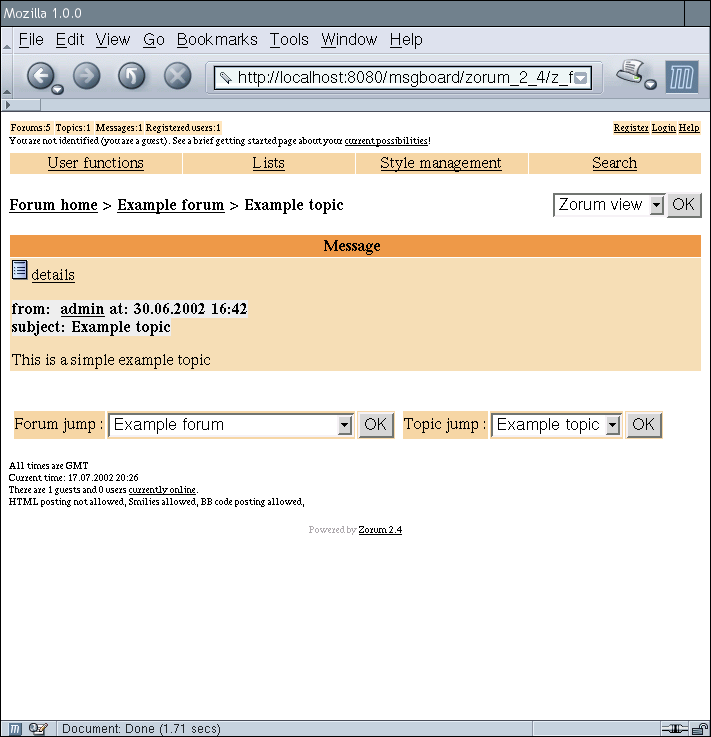 Mozilla 1.0.0
File Edit View Go Bookmarks Tools Window Help
http://localhost:8080/msgboard/zorum_2_4/z_f
Forums:5 Topics:1 Messages:1 Registered users:1 Register Login Help
You are not identified (you are a guest). See a brief getting started page about your current possibilities!
User functions Lists Style management Search
Forum home > Example forum > Example topic Zorum view OK
Message
details
from: admin at: 30.06.2002 16:42
subject: Example topic
This is a simple example topic
Forum jump : Example forum OK Topic jump : Example topic OK
All times are GMT
Current time: 17.07.2002 20:26
There are 1 guests and 0 users currently online.
HTML posting not allowed, Smilies allowed, BB code posting allowed,
Powered by Zorum 2.4
Document: Done (1.71 secs)